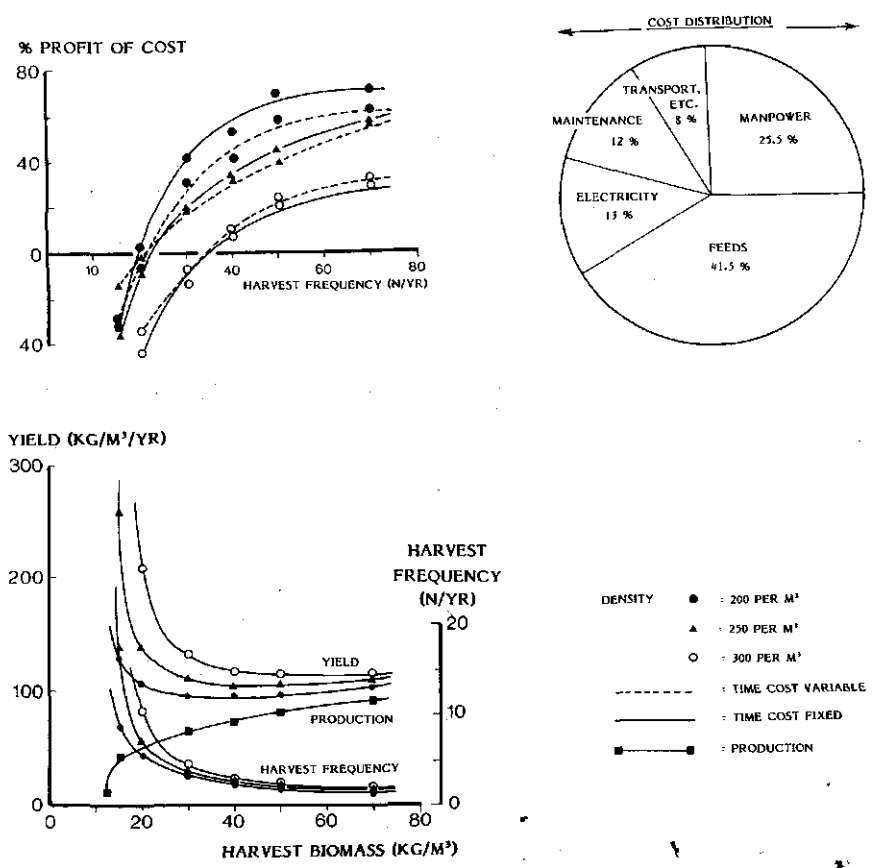 % PROFIT OF COST
80
40
0
40
10
20
40
60
80
HARVEST FREQUENCY (N/YR)
COST DISTRIBUTION
TRANSPORT,
ETC.
8 %
MANPOWER
25.5 %
MAINTENANCE
12 %
ELECTRICITY
13 %
FEEDS
41.5 %
YIELD (KG/M³/YR)
300
200
100
0
HARVEST
FREQUENCY
(N/YR)
20
10
0
YIELD
PRODUCTION
HARVEST FREQUENCY
0
20
40
60
80
HARVEST BIOMASS (KG/M³)
DENSITY : 200 PER M³
: 250 PER M³
: 300 PER M³
: TIME COST VARIABLE
: TIME COST FIXED
: PRODUCTION